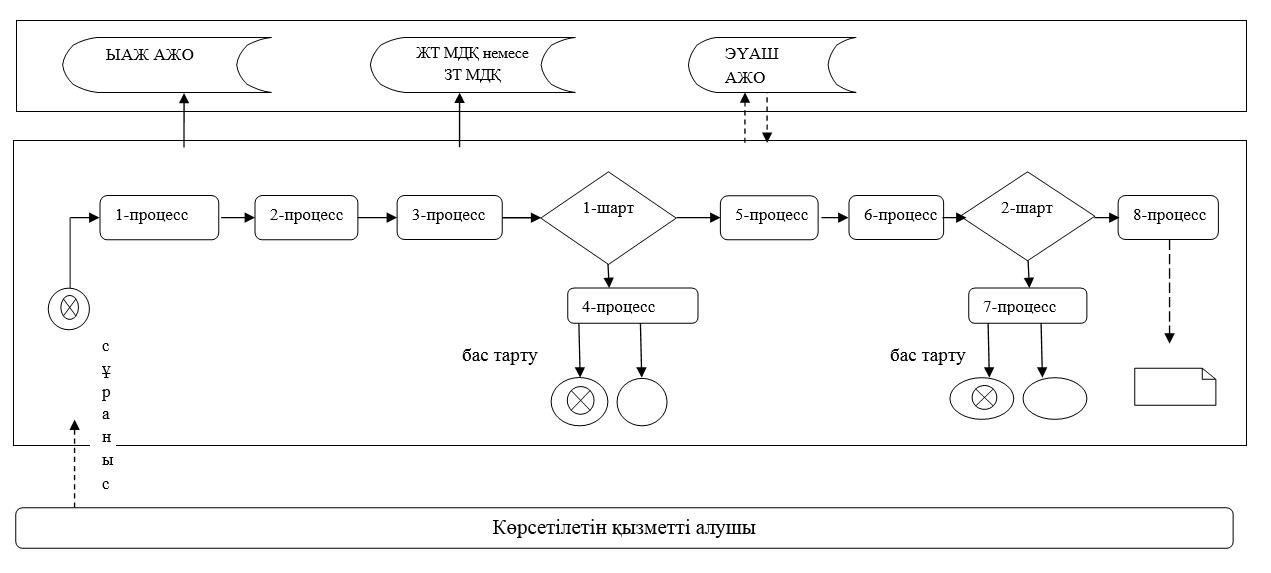 ЫАЖ АЖО
ЖТ МДҚ немесе
ЗТ МДҚ
ЭҮАШ
АЖО
1-процесс
2-процесс
3-процесс
1-шарт
5-процесс
6-процесс
2-шарт
8-процесс
4-процесс
7-процесс
бас тарту
бас тарту
сұраныс
Көрсетілетін қызметті алушы